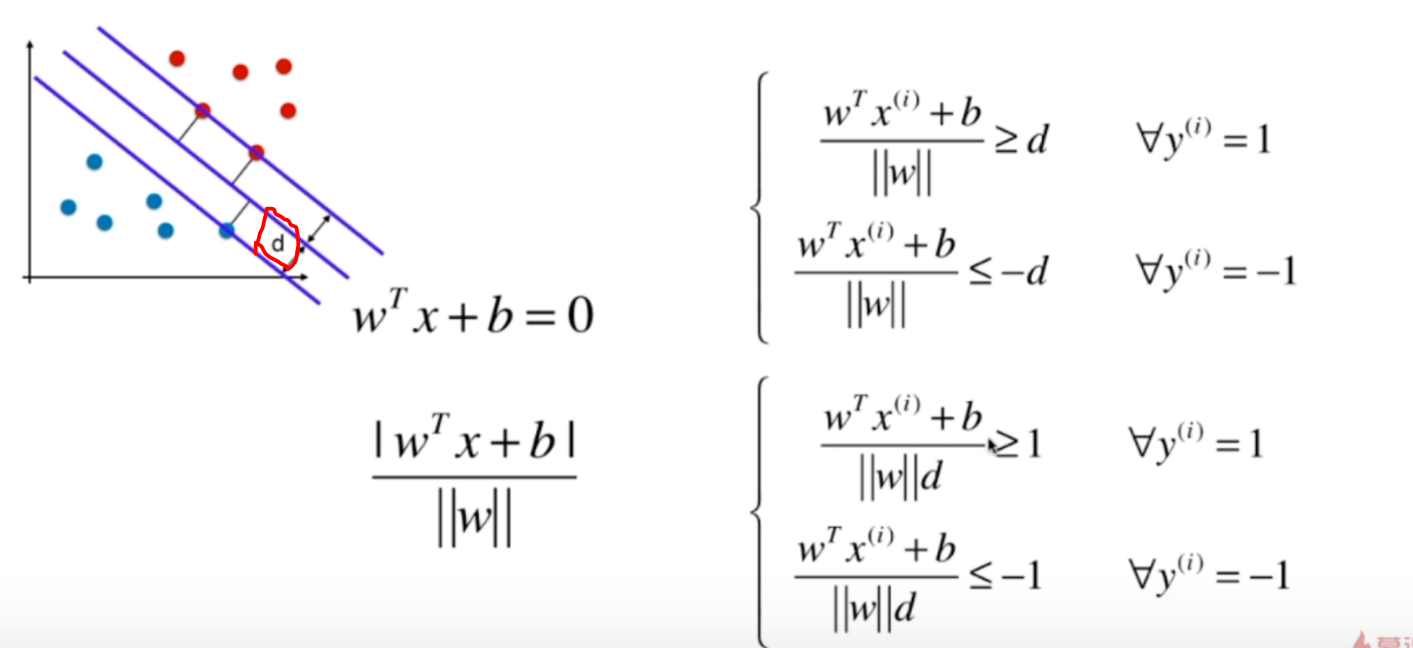 d
w^T x + b = 0
| w^T x + b |
||w||
w^T x^(i) + b
||w||
≥ d ∀y^(i) = 1
w^T x^(i) + b
||w||
≤ −d ∀y^(i) = −1
w^T x^(i) + b
||w||d
≥ 1 ∀y^(i) = 1
w^T x^(i) + b
||w||d
≤ −1 ∀y^(i) = −1